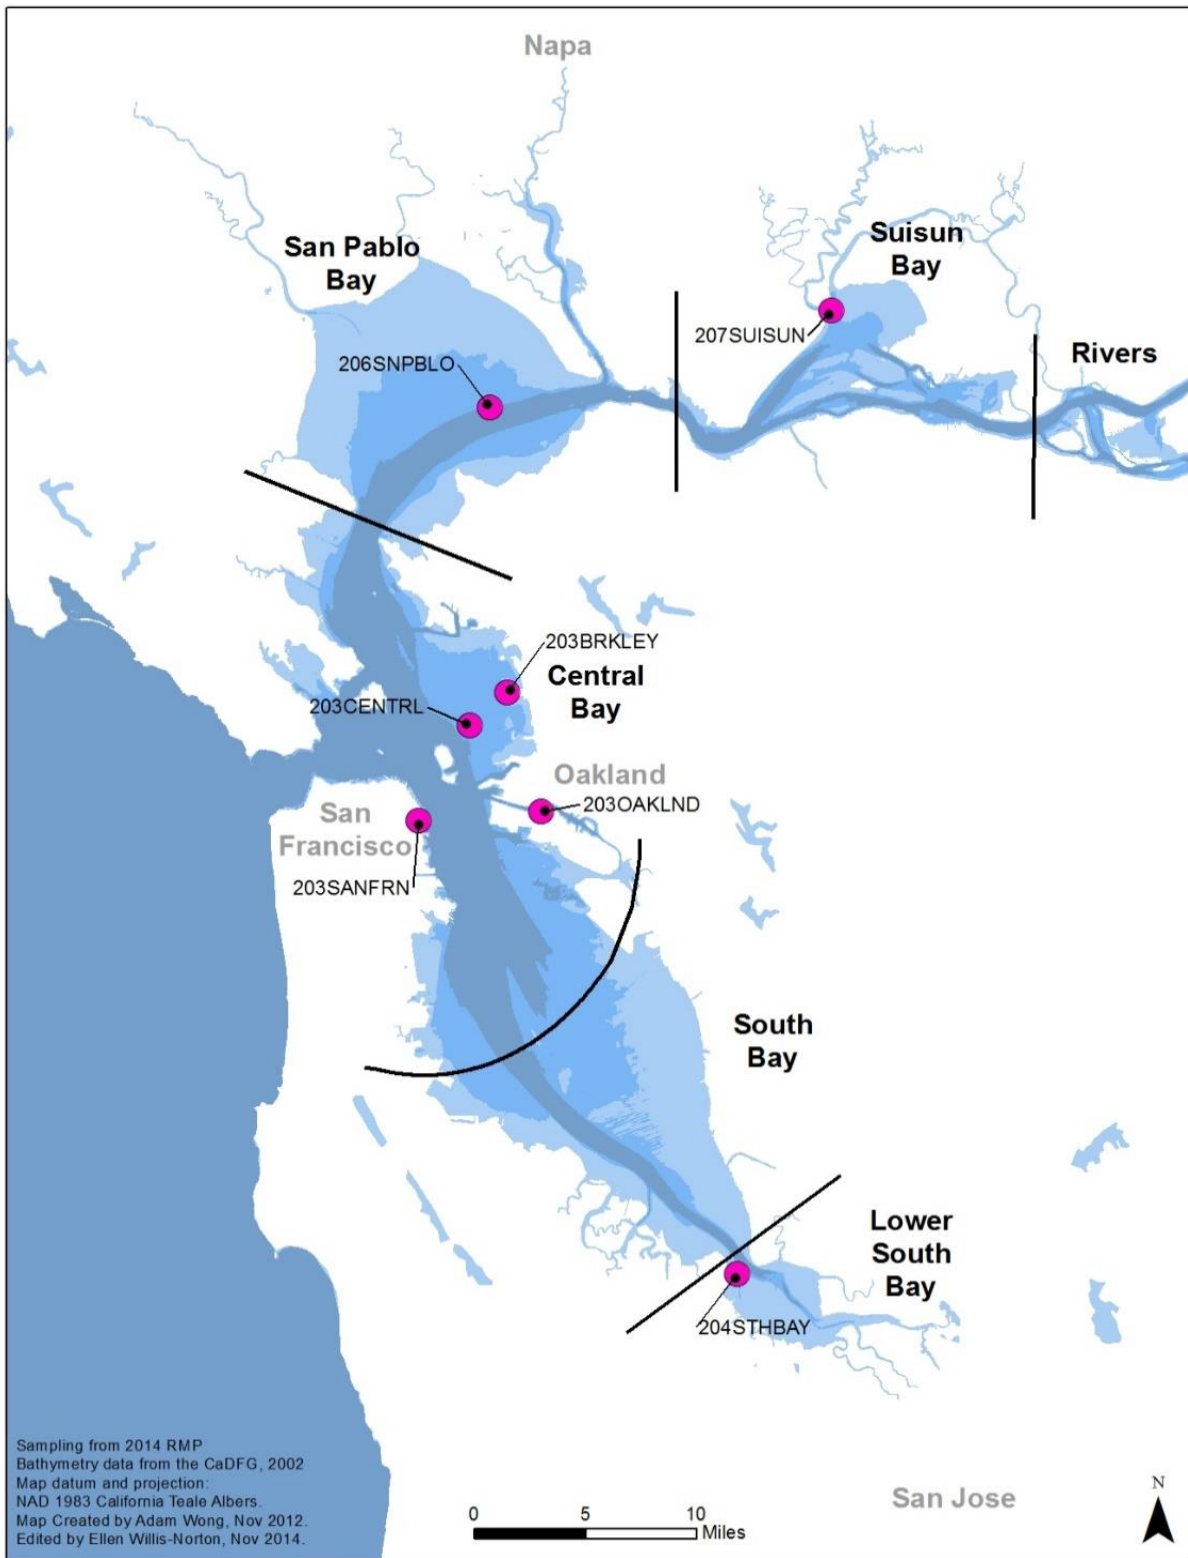 Napa
San Pablo
Bay
Suisun
Bay
207SUISUN
Rivers
206SNPBLO
203BRKLEY
Central
Bay
203CENTRL
Oakland
203OAKLND
San
Francisco
203SANFRN
South
Bay
Lower
South
Bay
204STHBAY
Sampling from 2014 RMP
Bathymetry data from the CaDFG, 2002
Map datum and projection:
NAD 1983 California Teale Albers.
Map Created by Adam Wong, Nov 2012.
Edited by Ellen Willis-Norton, Nov 2014.
San Jose
N
0 5 10
Miles